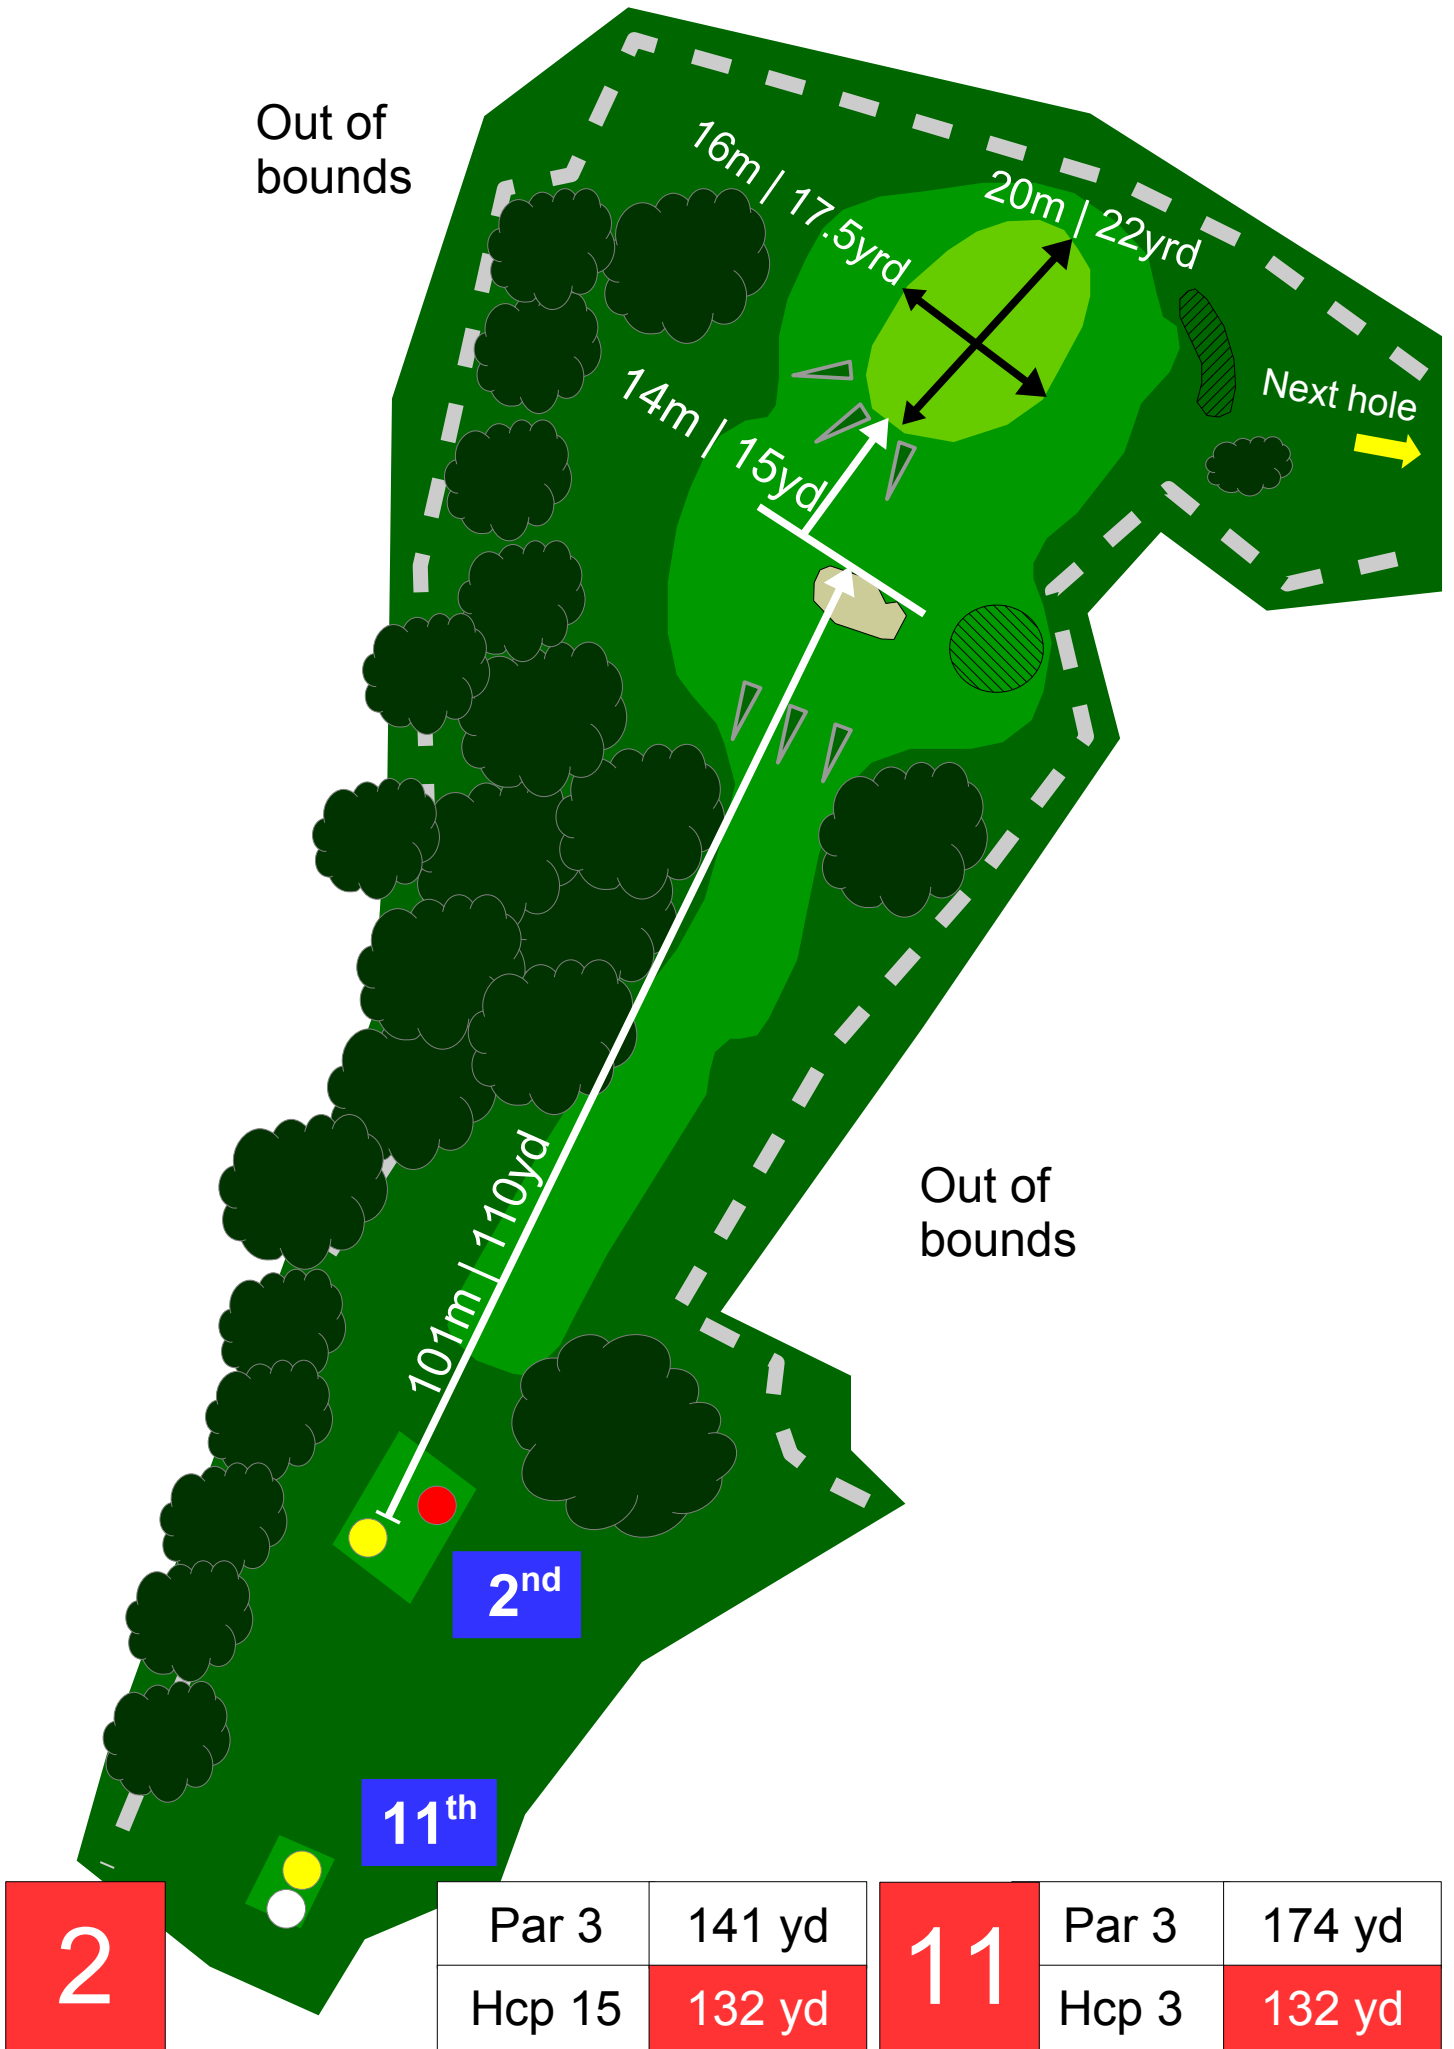 Out of
bounds
16m | 17.5yrd
20m | 22yrd
Next hole
14m | 15yd
Out of
bounds
101m | 110yd
2nd
11th
2
Par 3 141 yd
Hcp 15 132 yd
11
Par 3 174 yd
Hcp 3 132 yd